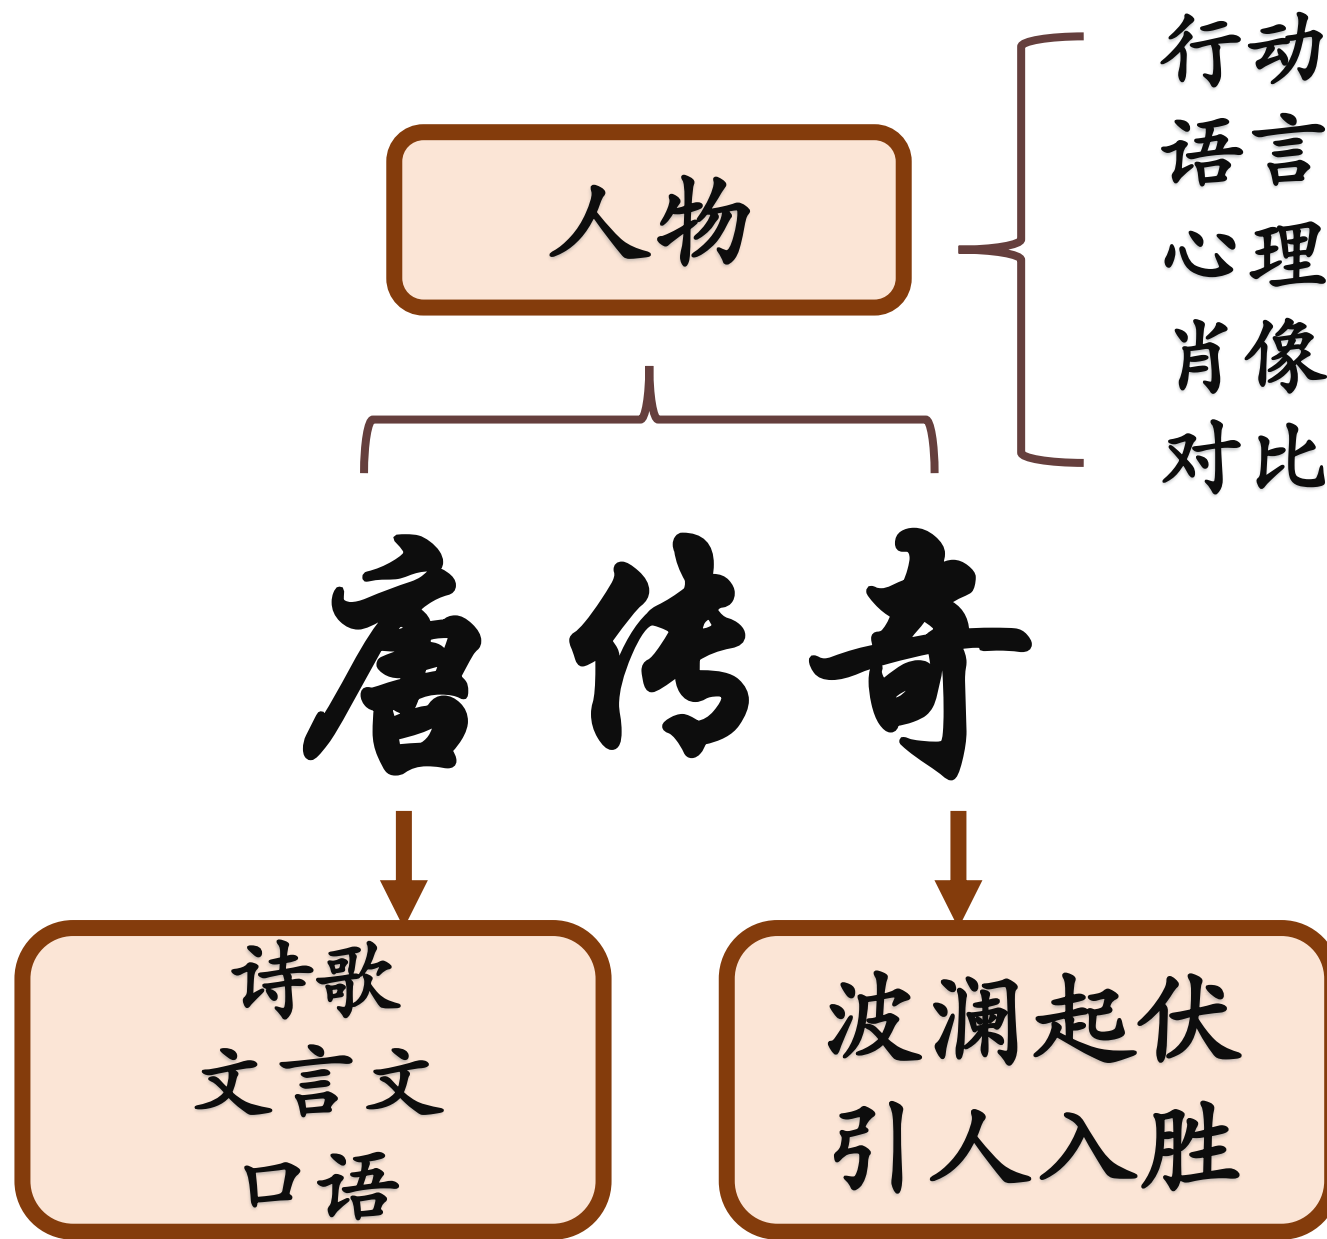 行动
语言
心理
肖像
对比
人物
唐传奇
诗歌
文言文
口语
波澜起伏
引人入胜